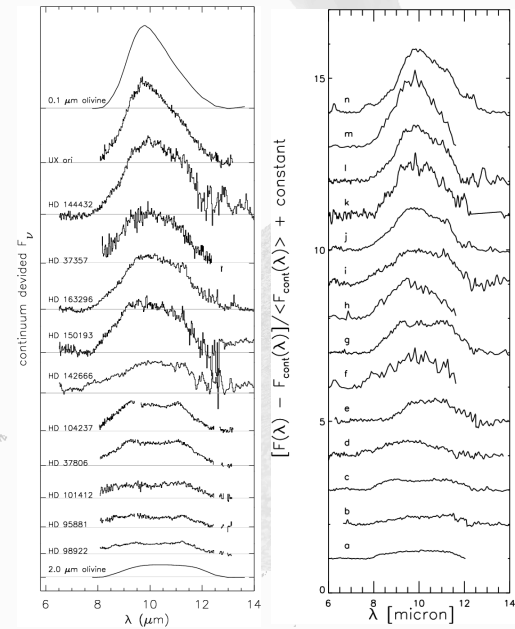 continuum devided Fν
0.1 μm olivine
UX ori
HD 144432
HD 37357
HD 163296
HD 150193
HD 142666
HD 104237
HD 37806
HD 101412
HD 95881
HD 98922
2.0 μm olivine
6 8 10 12 14
λ (μm)
[F(λ) − Fcont(λ)]/<Fcont(λ)> + constant
15
10
5
0
n
m
l
k
j
i
h
g
f
e
d
c
b
a
6 8 10 12 14
λ [micron]